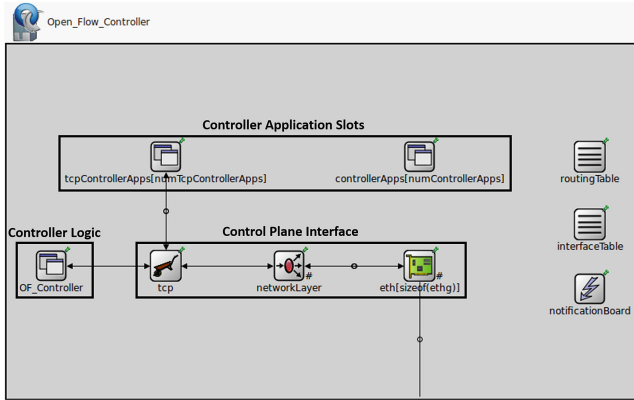 Open_Flow_Controller
Controller Application Slots
tcpControllerApps[numTcpControllerApps]
controllerApps[numControllerApps]
routingTable
Controller Logic
Control Plane Interface
interfaceTable
OF_Controller
tcp
#
networkLayer
#
eth[sizeof(ethg)]
notificationBoard